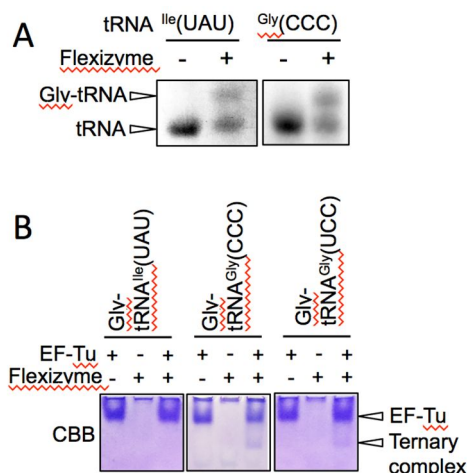 A
tRNA Ile(UAU) Gly(CCC)
Flexizyme - + - +
Gly-tRNA
tRNA
B
Gly-tRNAIle(UAU)
Gly-tRNAGly(CCC)
Gly-tRNAGly(UCC)
EF-Tu + - + + - + + - +
Flexizyme - + + - + + - + +
CBB
EF-Tu
Ternary
complex